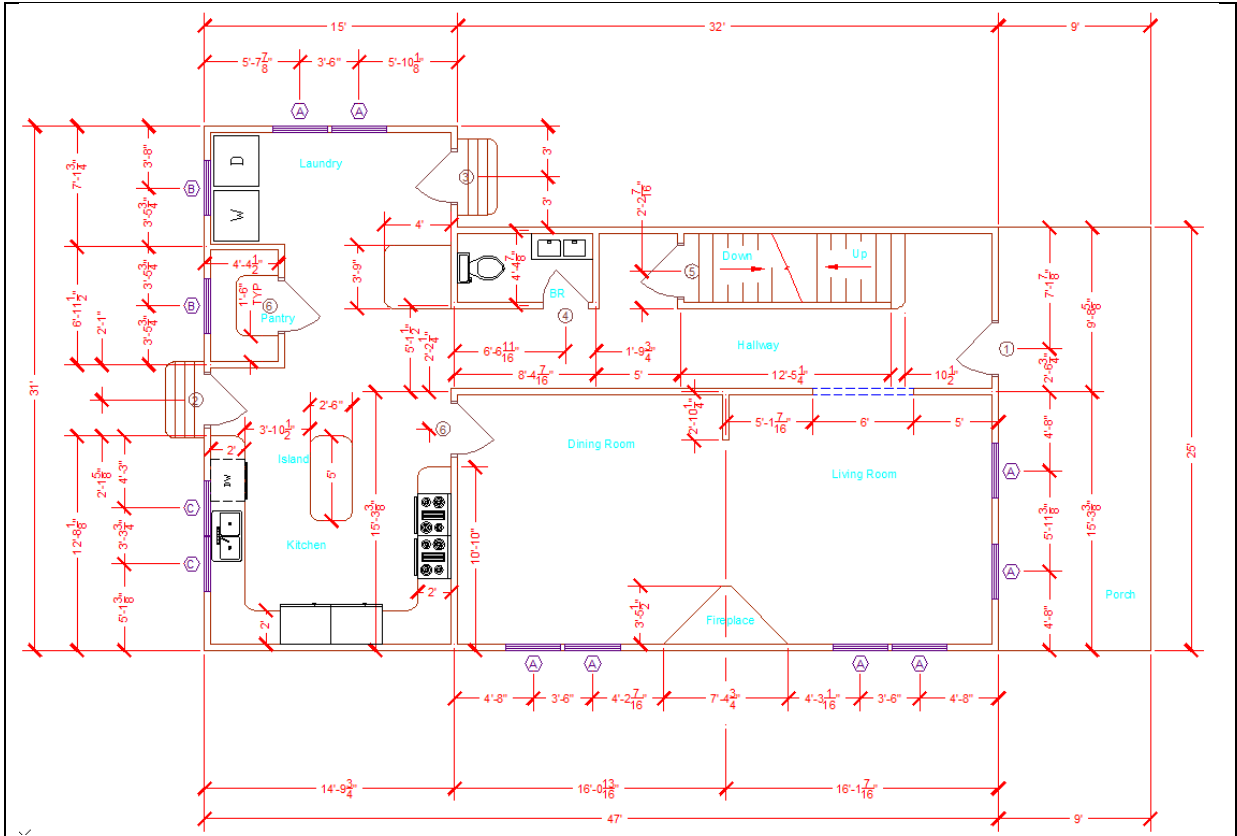 15'
32'
9'
5'-7 7/8"
3'-6"
5'-10 1/8"
A
A
Laundry
D
W
3
3'
3'
31'
7'-1 3/4"
3'-8"
B
3'-5 3/4"
4'
4'-4 1/2"
3'-9"
4'-4 7/8"
2'-2 7/16"
Down
Up
5
BR
4
6'-11 1/2"
3'-5 3/4"
B
3'-5 3/4"
1'-6"
TYP
6
Pantry
2'-1"
5'-1 1/2"
2'-2 1/4"
6'-6 11/16"
1'-9 3/4"
Hallway
1
9'-8 5/8"
2'-6 3/4"
25'
8'-4 7/16"
5'
12'-5 1/4"
10 1/2"
2
2'-6"
3'-10 1/2"
2'
Island
5'
6
Dining Room
2'-10 1/4"
5'-1 7/16"
6'
5'
4'-8"
Living Room
A
5'-11 3/8"
15'-3 3/8"
A
4'-8"
Porch
12'-8 1/8"
2'-1 5/8"
4'-3"
C
3'-3 3/4"
C
5'-1 3/8"
DW
Kitchen
15'-3 3/8"
10'-10"
2'
2'
3'-5 1/2"
Fireplace
A
A
A
A
4'-8"
3'-6"
4'-2 7/16"
7'-4 3/4"
4'-3 1/16"
3'-6"
4'-8"
14'-9 3/4"
16'-0 13/16"
16'-1 7/16"
47'
9'